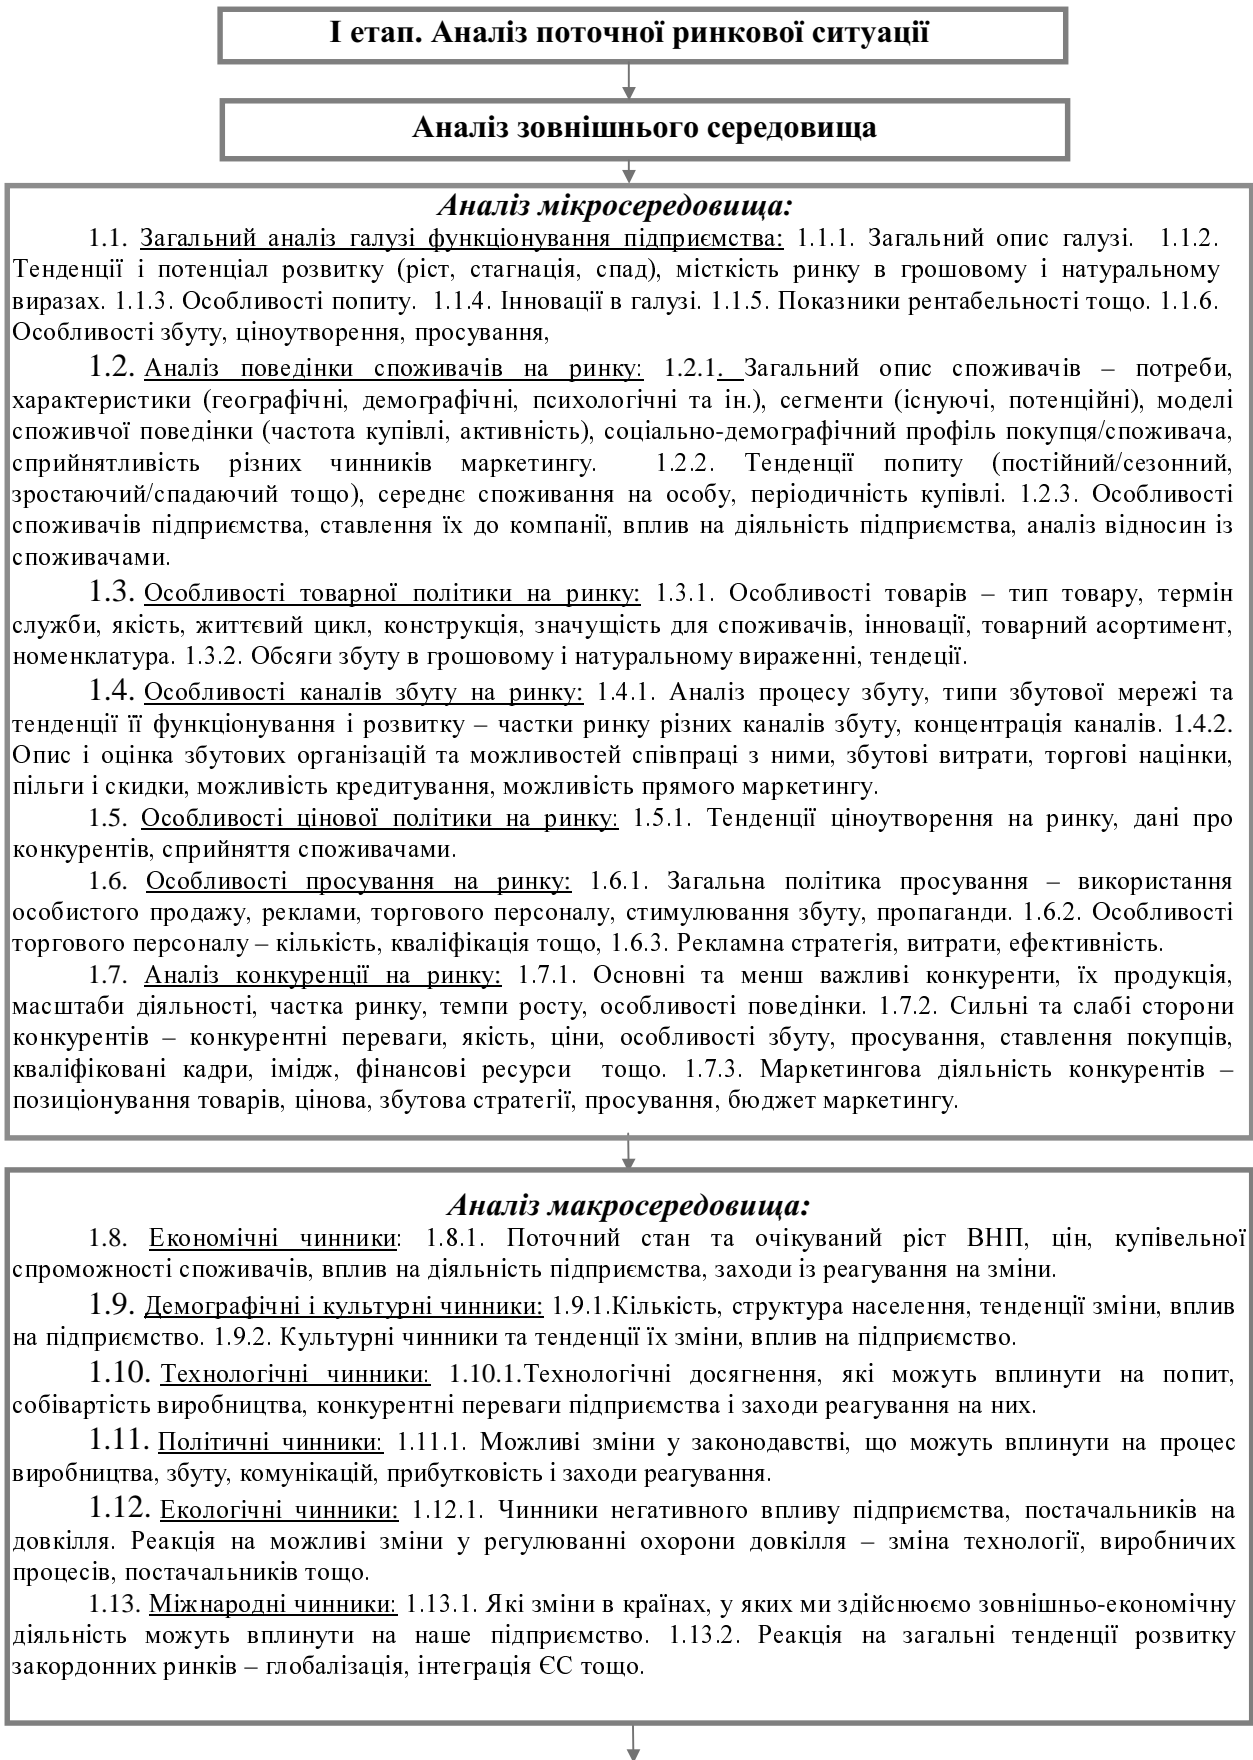 І етап. Аналіз поточної ринкової ситуації
Аналіз зовнішнього середовища
Аналіз мікросередовища:
1.1. Загальний аналіз галузі функціонування підприємства: 1.1.1. Загальний опис галузі. 1.1.2.
Тенденції і потенціал розвитку (ріст, стагнація, спад), місткість ринку в грошовому і натуральному
виразах. 1.1.3. Особливості попиту. 1.1.4. Інновації в галузі. 1.1.5. Показники рентабельності тощо. 1.1.6.
Особливості збуту, ціноутворення, просування,
1.2. Аналіз поведінки споживачів на ринку: 1.2.1. Загальний опис споживачів – потреби,
характеристики (географічні, демографічні, психологічні та ін.), сегменти (існуючі, потенційні), моделі
споживчої поведінки (частота купівлі, активність), соціально-демографічний профіль покупця/споживача,
сприйнятливість різних чинників маркетингу. 1.2.2. Тенденції попиту (постійний/сезонний,
зростаючий/спадаючий тощо), середнє споживання на особу, періодичність купівлі. 1.2.3. Особливості
споживачів підприємства, ставлення їх до компанії, вплив на діяльність підприємства, аналіз відносин із
споживачами.
1.3. Особливості товарної політики на ринку: 1.3.1. Особливості товарів – тип товару, термін
служби, якість, життєвий цикл, конструкція, значущість для споживачів, інновації, товарний асортимент,
номенклатура. 1.3.2. Обсяги збуту в грошовому і натуральному вираженні, тендеції.
1.4. Особливості каналів збуту на ринку: 1.4.1. Аналіз процесу збуту, типи збутової мережі та
тенденції її функціонування і розвитку – частки ринку різних каналів збуту, концентрація каналів. 1.4.2.
Опис і оцінка збутових організацій та можливостей співпраці з ними, збутові витрати, торгові націнки,
пільги і скидки, можливість кредитування, можливість прямого маркетингу.
1.5. Особливості цінової політики на ринку: 1.5.1. Тенденції ціноутворення на ринку, дані про
конкурентів, сприйняття споживачами.
1.6. Особливості просування на ринку: 1.6.1. Загальна політика просування – використання
особистого продажу, реклами, торгового персоналу, стимулювання збуту, пропаганди. 1.6.2. Особливості
торгового персоналу – кількість, кваліфікація тощо, 1.6.3. Рекламна стратегія, витрати, ефективність.
1.7. Аналіз конкуренції на ринку: 1.7.1. Основні та менш важливі конкуренти, їх продукція,
масштаби діяльності, частка ринку, темпи росту, особливості поведінки. 1.7.2. Сильні та слабі сторони
конкурентів – конкурентні переваги, якість, ціни, особливості збуту, просування, ставлення покупців,
кваліфіковані кадри, імідж, фінансові ресурси тощо. 1.7.3. Маркетингова діяльність конкурентів –
позиціонування товарів, цінова, збутова стратегії, просування, бюджет маркетингу.
Аналіз макросередовища:
1.8. Економічні чинники: 1.8.1. Поточний стан та очікуваний ріст ВНП, цін, купівельної
спроможності споживачів, вплив на діяльність підприємства, заходи із реагування на зміни.
1.9. Демографічні і культурні чинники: 1.9.1.Кількість, структура населення, тенденції зміни, вплив
на підприємство. 1.9.2. Культурні чинники та тенденції їх зміни, вплив на підприємство.
1.10. Технологічні чинники: 1.10.1.Технологічні досягнення, які можуть вплинути на попит,
собівартість виробництва, конкурентні переваги підприємства і заходи реагування на них.
1.11. Політичні чинники: 1.11.1. Можливі зміни у законодавстві, що можуть вплинути на процес
виробництва, збуту, комунікацій, прибутковість і заходи реагування.
1.12. Екологічні чинники: 1.12.1. Чинники негативного впливу підприємства, постачальників на
довкілля. Реакція на можливі зміни у регулюванні охорони довкілля – зміна технології, виробничих
процесів, постачальників тощо.
1.13. Міжнародні чинники: 1.13.1. Які зміни в країнах, у яких ми здійснюємо зовнішньо-економічну
діяльність можуть вплинути на наше підприємство. 1.13.2. Реакція на загальні тенденції розвитку
закордонних ринків – глобалізація, інтеграція ЄС тощо.